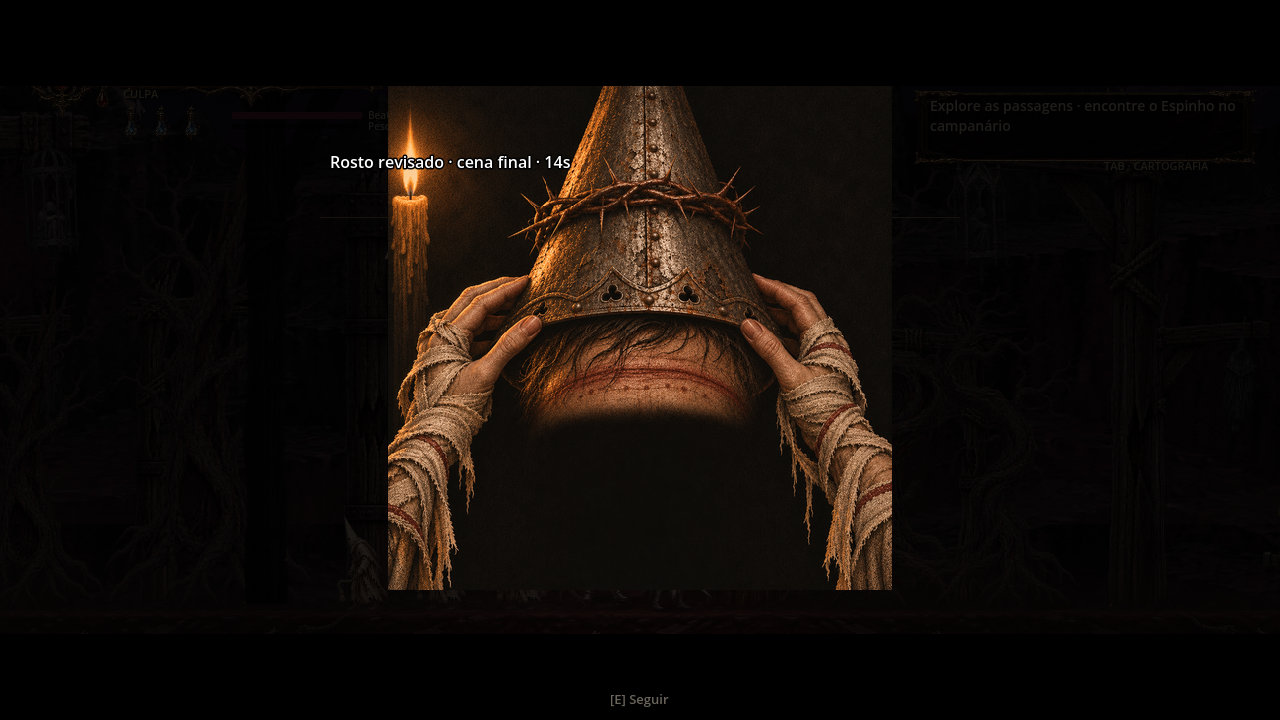 CULPA
Explore as passagens · encontre o Espinho no
campanário
TAB · CARTOGRAFIA
Rosto revisado · cena final · 14s
[E] Seguir